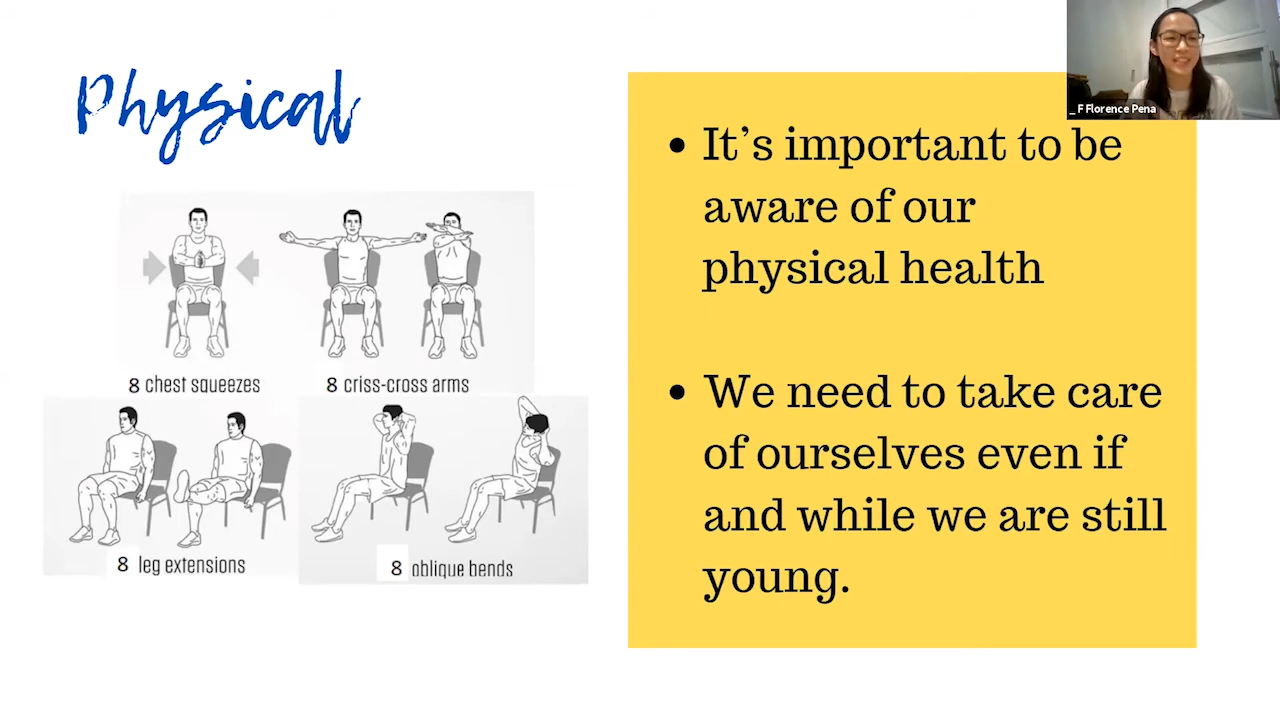 Physical
_ F Florence Pena
• It's important to be
aware of our
physical health
• We need to take care
of ourselves even if
and while we are still
young.
8 chest squeezes
8 criss-cross arms
8 leg extensions
8 oblique bends